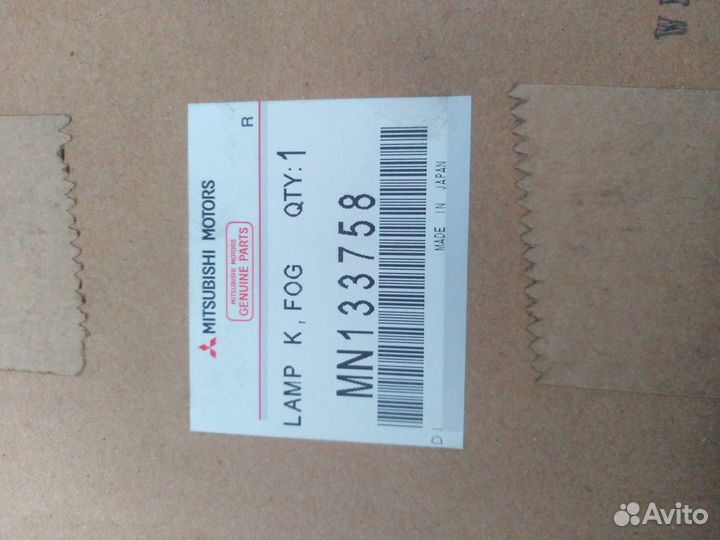 MITSUBISHI MOTORS
MITSUBISHI MOTORS
GENUINE PARTS
R
LAMP K, FOG QTY: 1
MN133758
MADE IN JAPAN
Avito